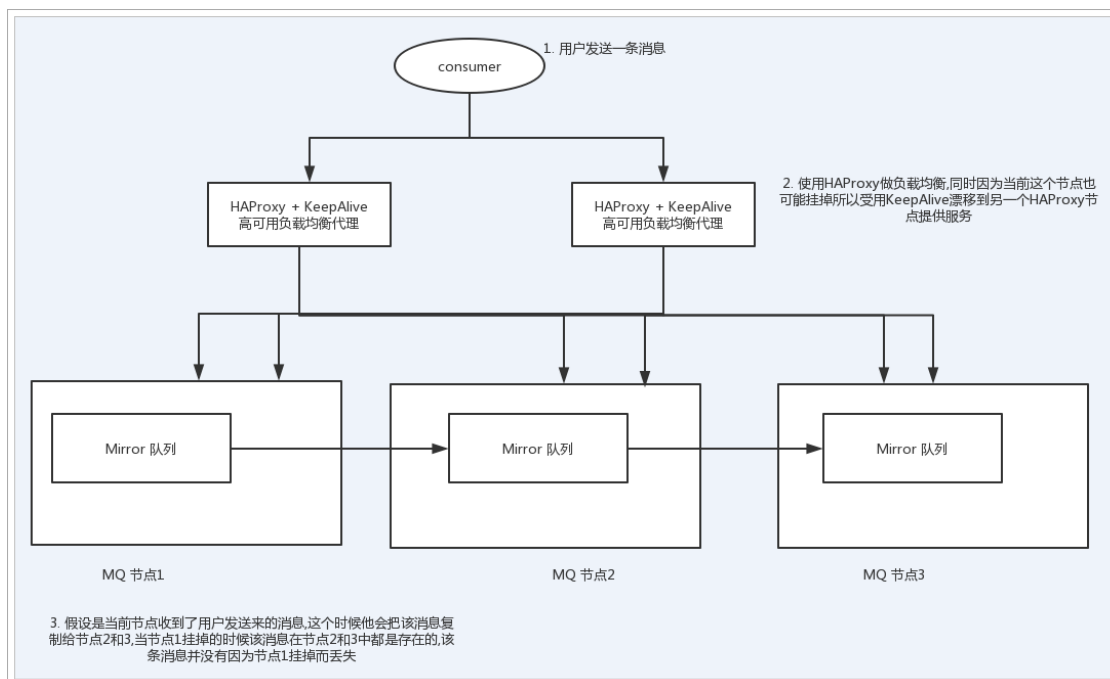 1. 用户发送一条消息
consumer
HAProxy + KeepAlive
高可用负载均衡代理
HAProxy + KeepAlive
高可用负载均衡代理
2. 使用HAProxy做负载均衡,同时因为当前这个节点也
可能挂掉所以受用KeepAlive漂移到另一个HAProxy节
点提供服务
Mirror 队列
Mirror 队列
Mirror 队列
MQ 节点1
MQ 节点2
MQ 节点3
3. 假设是当前节点收到了用户发送来的消息,这个时候他会把该消息复
制给节点2和3,当节点1挂掉的时候该消息在节点2和3中都是存在的,该
条消息并没有因为节点1挂掉而丢失